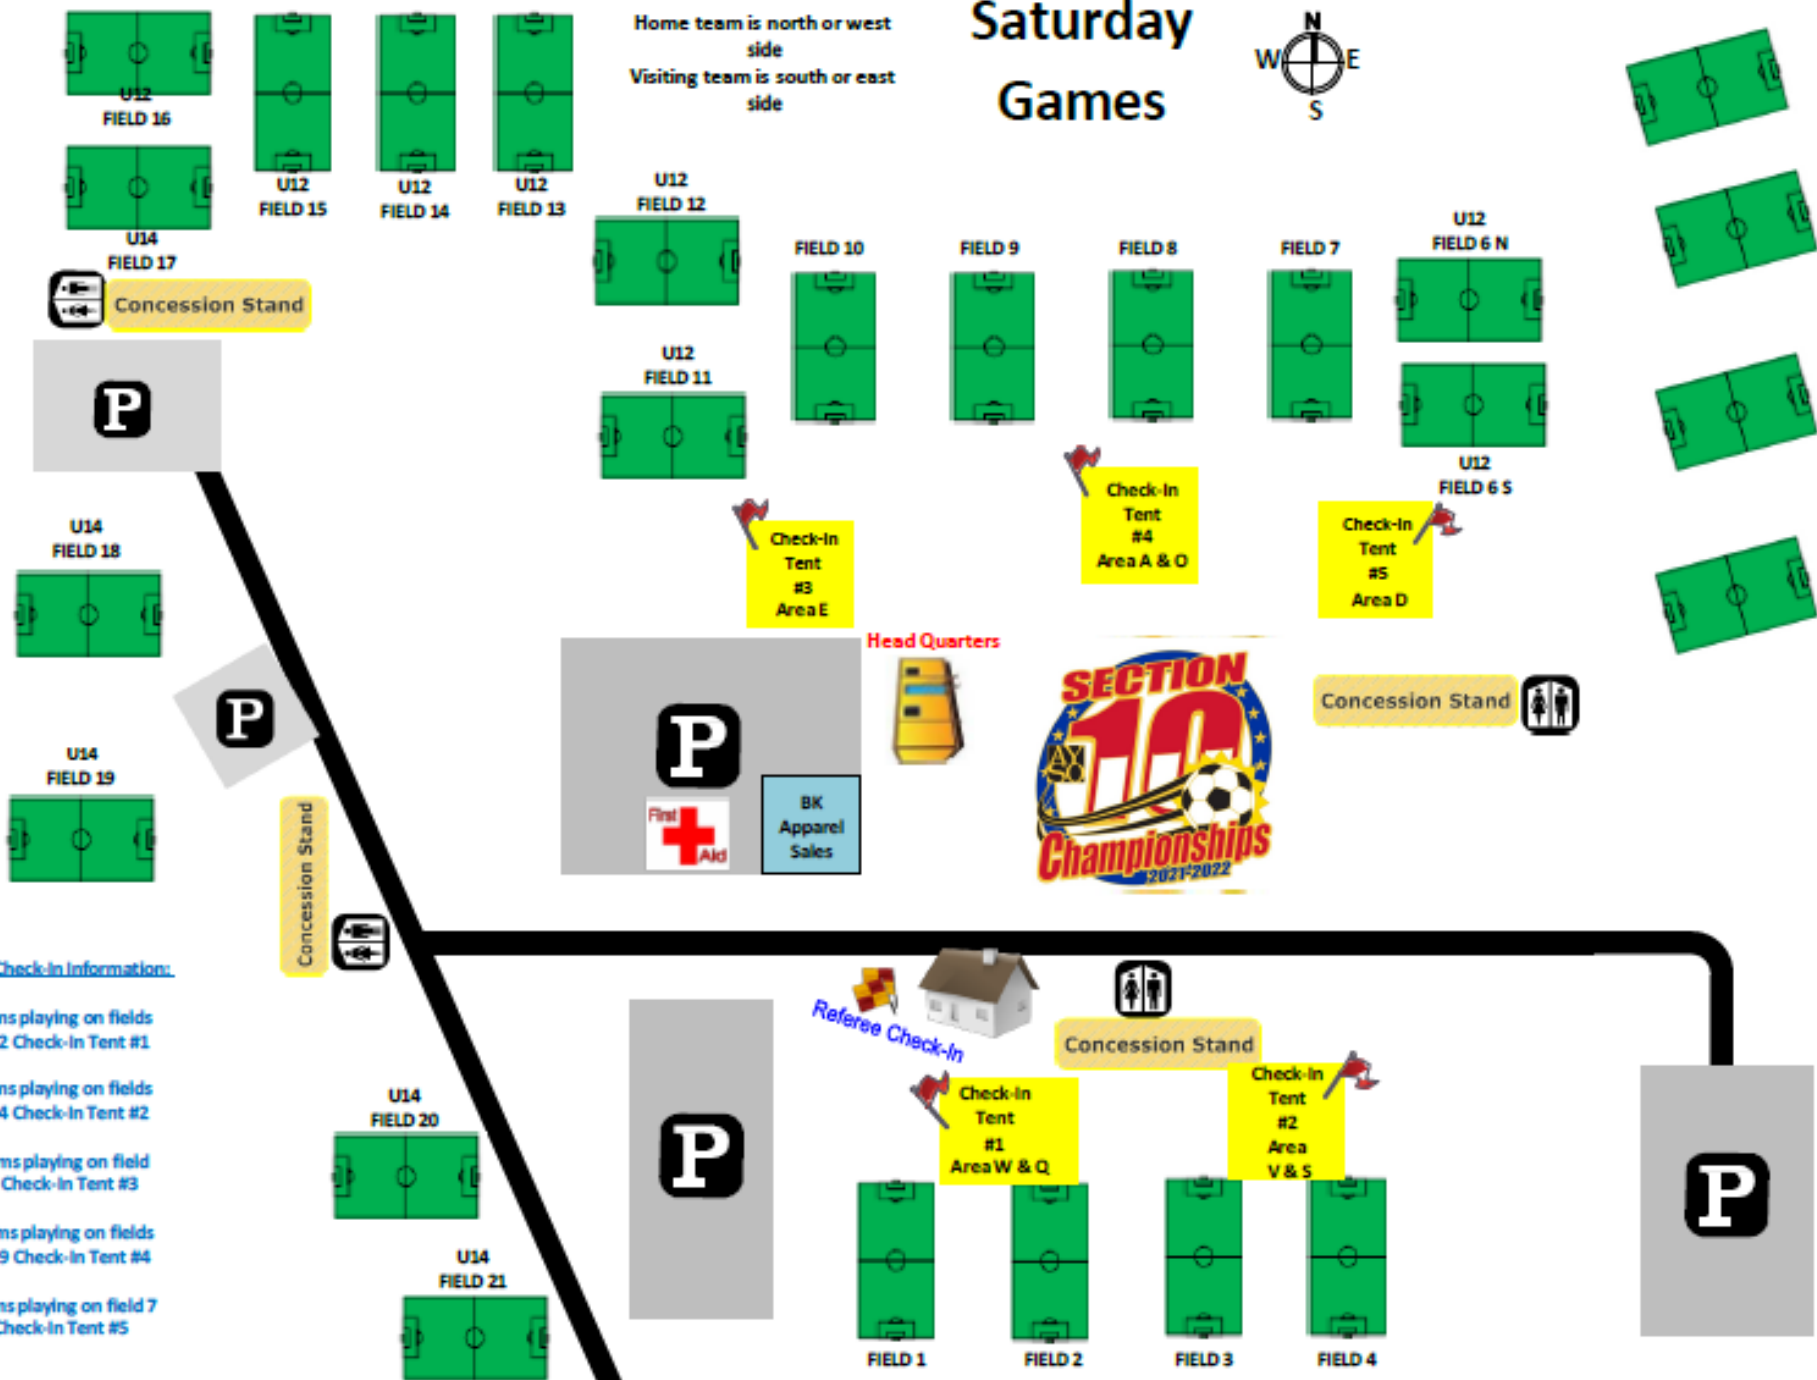 Saturday
Games
Home team is north or west
side
Visiting team is south or east
side
N
W
E
S
U12
FIELD 16
U14
FIELD 17
U12
FIELD 15
U12
FIELD 14
U12
FIELD 13
U12
FIELD 12
U12
FIELD 11
FIELD 10
FIELD 9
FIELD 8
FIELD 7
U12
FIELD 6 N
U12
FIELD 6 S
Concession Stand
P
U14
FIELD 18
P
U14
FIELD 19
Concession Stand
Check-In
Tent
#3
Area E
Check-In
Tent
#4
Area A & O
Check-In
Tent
#5
Area D
Head Quarters
P
First
Aid
BK
Apparel
Sales
SECTION
10
AYSO
Championships
2021-2022
Concession Stand
Check-In Information:
ms playing on fields
2 Check-In Tent #1
ms playing on fields
4 Check-In Tent #2
ms playing on field
Check-In Tent #3
ms playing on fields
9 Check-In Tent #4
ms playing on field 7
Check-In Tent #5
U14
FIELD 20
U14
FIELD 21
P
Referee Check-In
Concession Stand
Check-In
Tent
#1
Area W & Q
Check-In
Tent
#2
Area
V & S
FIELD 1
FIELD 2
FIELD 3
FIELD 4
P